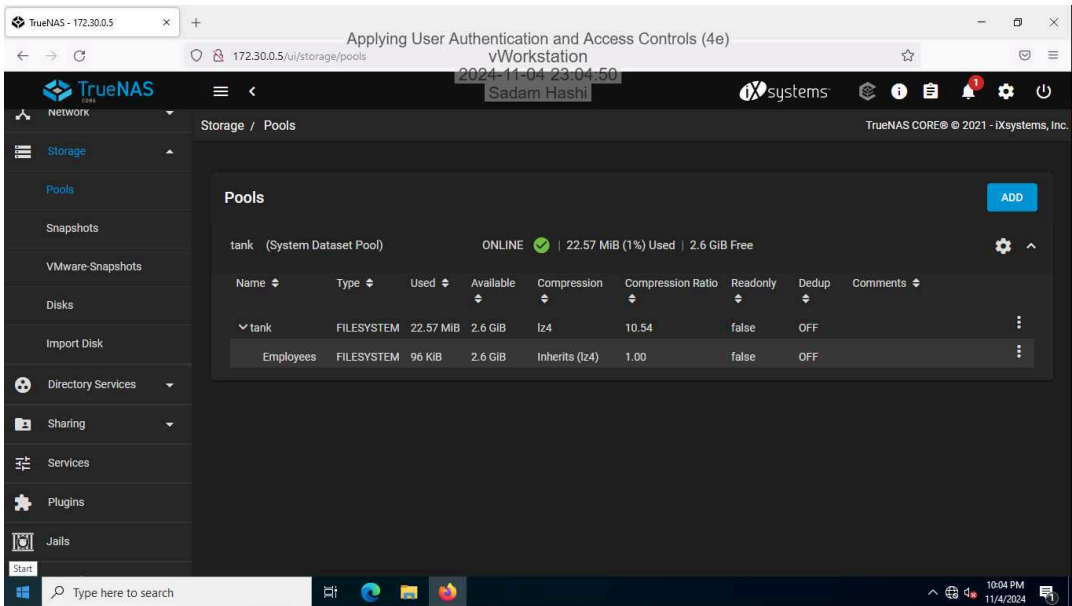 TrueNAS - 172.30.0.5
Applying User Authentication and Access Controls (4e)
172.30.0.5/ui/storage/pools
vWorkstation
2024-11-04 23:04:50
Sadam Hashi
TrueNAS
CORE
iXsystems
1
Network
Storage / Pools
TrueNAS CORE® © 2021 - iXsystems, Inc.
Storage
Pools
Snapshots
VMware-Snapshots
Disks
Import Disk
Directory Services
Sharing
Services
Plugins
Jails
Pools
ADD
tank (System Dataset Pool) ONLINE | 22.57 MiB (1%) Used | 2.6 GiB Free
Name Type Used Available Compression Compression Ratio Readonly Dedup Comments
tank FILESYSTEM 22.57 MiB 2.6 GiB lz4 10.54 false OFF
Employees FILESYSTEM 96 KiB 2.6 GiB Inherits (lz4) 1.00 false OFF
Start
Type here to search
10:04 PM
11/4/2024
1